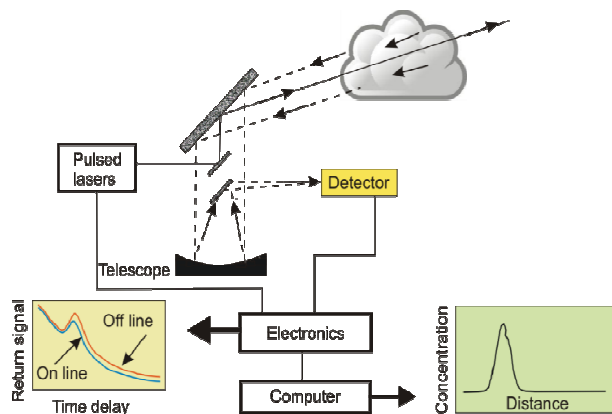 Pulsed
lasers
Detector
Telescope
Return signal
Off line
On line
Time delay
Electronics
Computer
Concentration
Distance